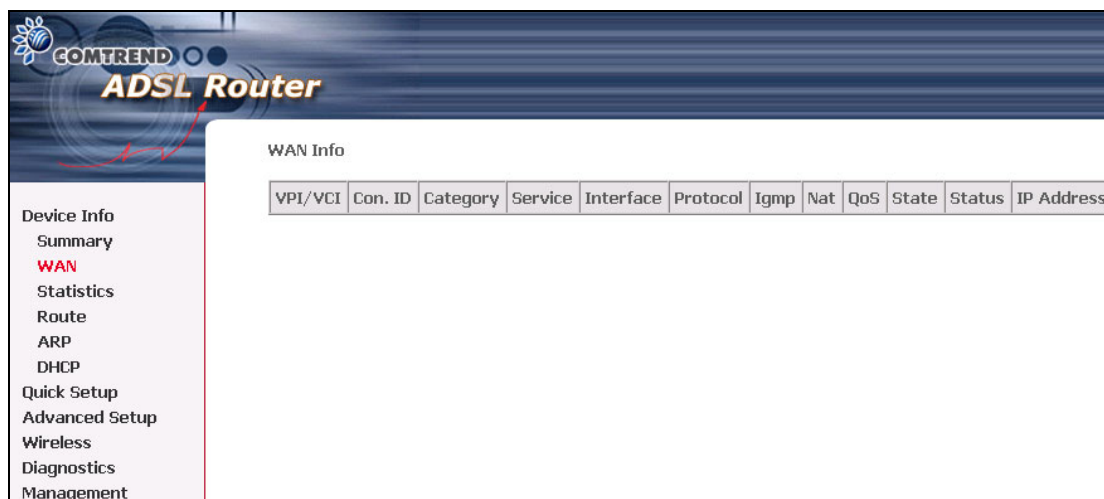 COMTREND
ADSL Router
WAN Info
VPI/VCI Con. ID Category Service Interface Protocol Igmp Nat QoS State Status IP Address
Device Info
Summary
WAN
Statistics
Route
ARP
DHCP
Quick Setup
Advanced Setup
Wireless
Diagnostics
Management